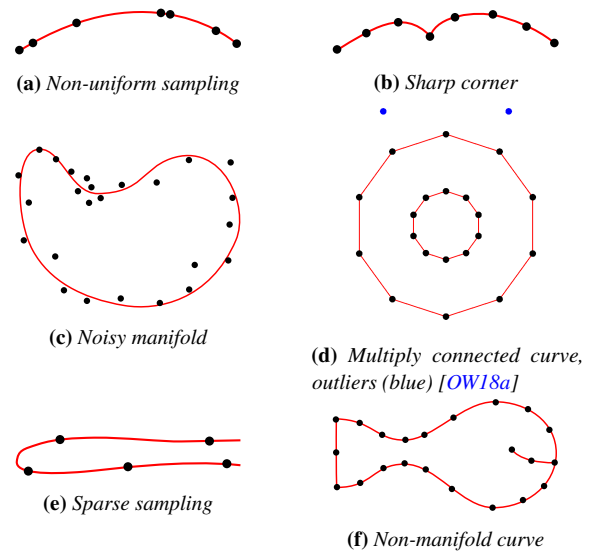 (a) Non-uniform sampling
(b) Sharp corner
(c) Noisy manifold
(d) Multiply connected curve,
outliers (blue) [OW18a]
(e) Sparse sampling
(f) Non-manifold curve